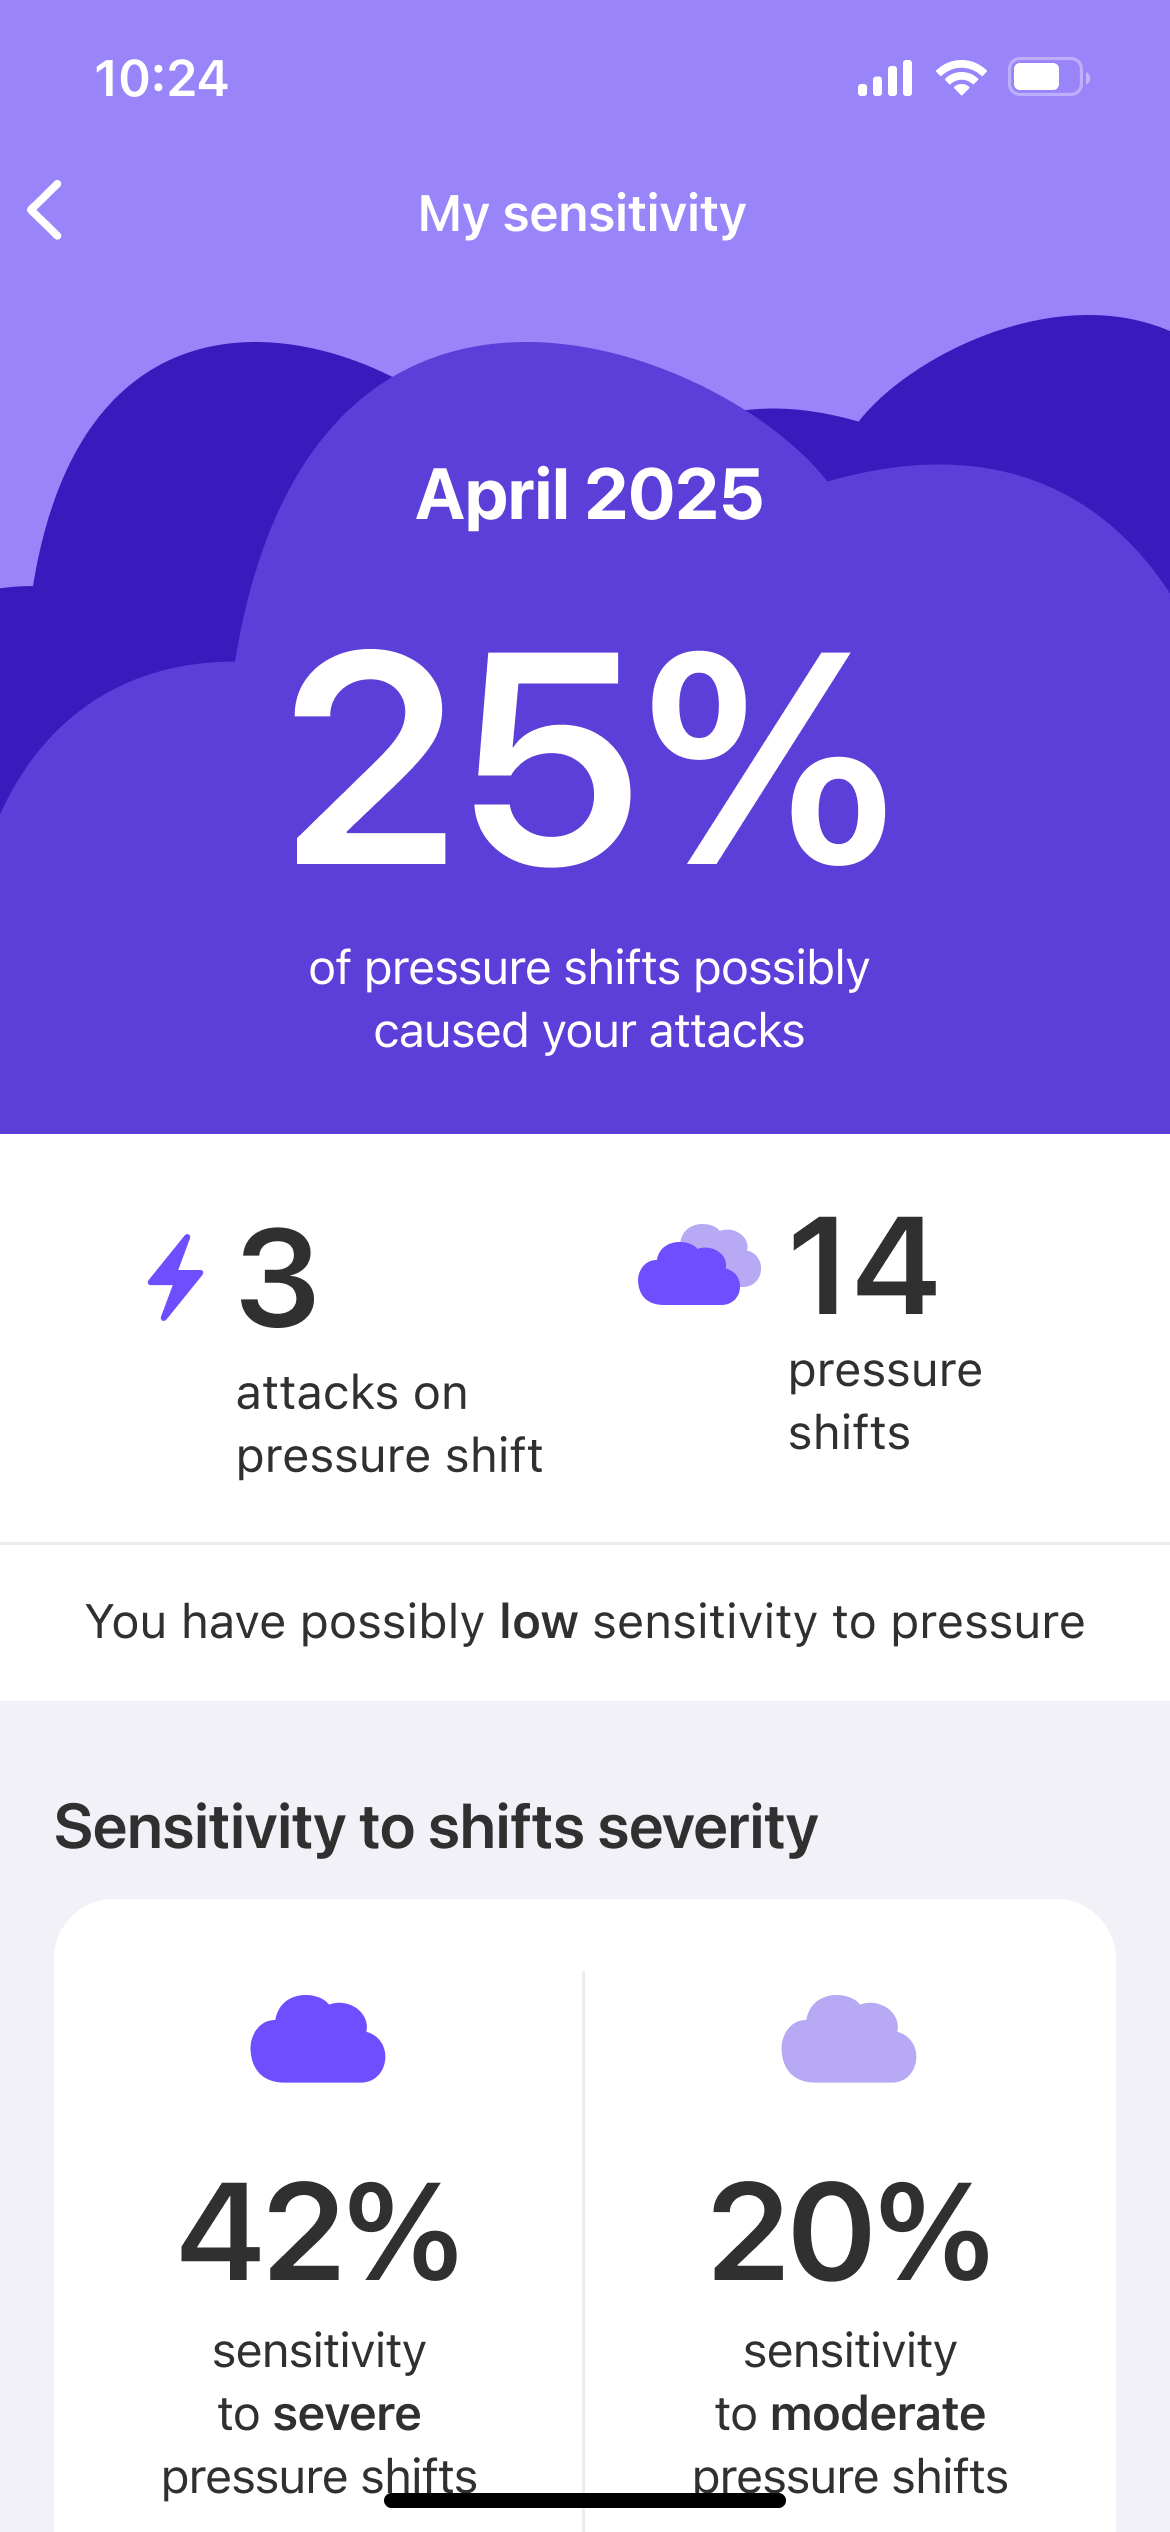 10:24
My sensitivity
April 2025
25%
of pressure shifts possibly
caused your attacks
3
attacks on
pressure shift
14
pressure
shifts
You have possibly low sensitivity to pressure
Sensitivity to shifts severity
42%
sensitivity
to severe
pressure shifts
20%
sensitivity
to moderate
pressure shifts